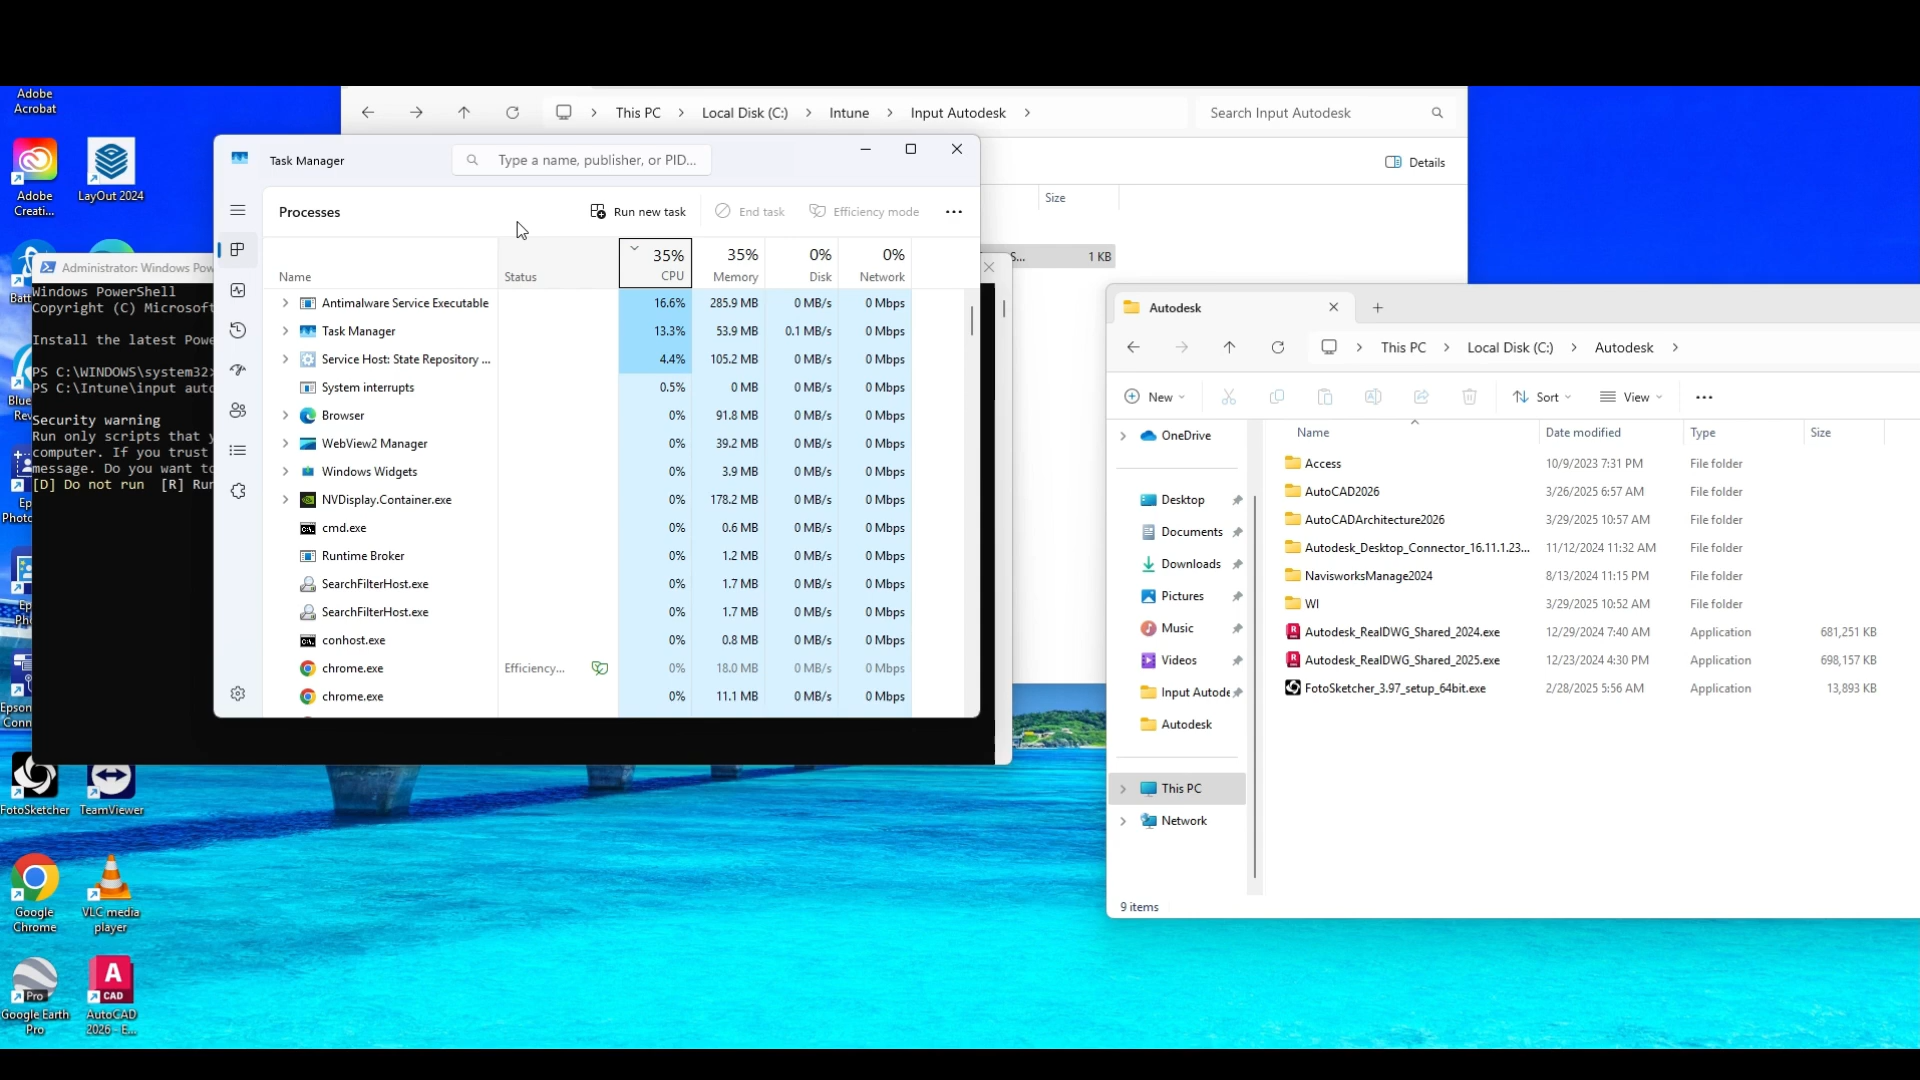 Adobe
Acrobat
Adobe
Creati...
LayOut 2024
This PC
Local Disk (C:)
Intune
Input Autodesk
Search Input Autodesk
Details
Size
1 KB
Administrator: Windows Pow
Windows PowerShell
Copyright (C) Microsoft
Install the latest Powe
PS C:\WINDOWS\system32>
PS C:\Intune\input auto
Security warning
Run only scripts that y
computer. If you trust
message. Do you want to
[D] Do not run [R] Run
Task Manager
Type a name, publisher, or PID...
Processes
Run new task
End task
Efficiency mode
Name
Status
35%
CPU
35%
Memory
0%
Disk
0%
Network
Antimalware Service Executable 16.6% 285.9 MB 0 MB/s 0 Mbps
Task Manager 13.3% 53.9 MB 0.1 MB/s 0 Mbps
Service Host: State Repository ... 4.4% 105.2 MB 0 MB/s 0 Mbps
System interrupts 0.5% 0 MB 0 MB/s 0 Mbps
Browser 0% 91.8 MB 0 MB/s 0 Mbps
WebView2 Manager 0% 39.2 MB 0 MB/s 0 Mbps
Windows Widgets 0% 3.9 MB 0 MB/s 0 Mbps
NVDisplay.Container.exe 0% 178.2 MB 0 MB/s 0 Mbps
cmd.exe 0% 0.6 MB 0 MB/s 0 Mbps
Runtime Broker 0% 1.2 MB 0 MB/s 0 Mbps
SearchFilterHost.exe 0% 1.7 MB 0 MB/s 0 Mbps
SearchFilterHost.exe 0% 1.7 MB 0 MB/s 0 Mbps
conhost.exe 0% 0.8 MB 0 MB/s 0 Mbps
chrome.exe Efficiency... 0% 18.0 MB 0 MB/s 0 Mbps
chrome.exe 0% 11.1 MB 0 MB/s 0 Mbps
Autodesk
This PC
Local Disk (C:)
Autodesk
New
Sort
View
OneDrive
Desktop
Documents
Downloads
Pictures
Music
Videos
Input Autode
Autodesk
This PC
Network
Name Date modified Type Size
Access 10/9/2023 7:31 PM File folder
AutoCAD2026 3/26/2025 6:57 AM File folder
AutoCADArchitecture2026 3/29/2025 10:57 AM File folder
Autodesk_Desktop_Connector_16.11.1.23... 11/12/2024 11:32 AM File folder
NavisworksManage2024 8/13/2024 11:15 PM File folder
WI 3/29/2025 10:52 AM File folder
Autodesk_RealDWG_Shared_2024.exe 12/29/2024 7:40 AM Application 681,251 KB
Autodesk_RealDWG_Shared_2025.exe 12/23/2024 4:30 PM Application 698,157 KB
FotoSketcher_3.97_setup_64bit.exe 2/28/2025 5:56 AM Application 13,893 KB
9 items
FotoSketcher
TeamViewer
Google
Chrome
VLC media
player
Pro
Google Earth
Pro
A
CAD
AutoCAD
2026 - E...